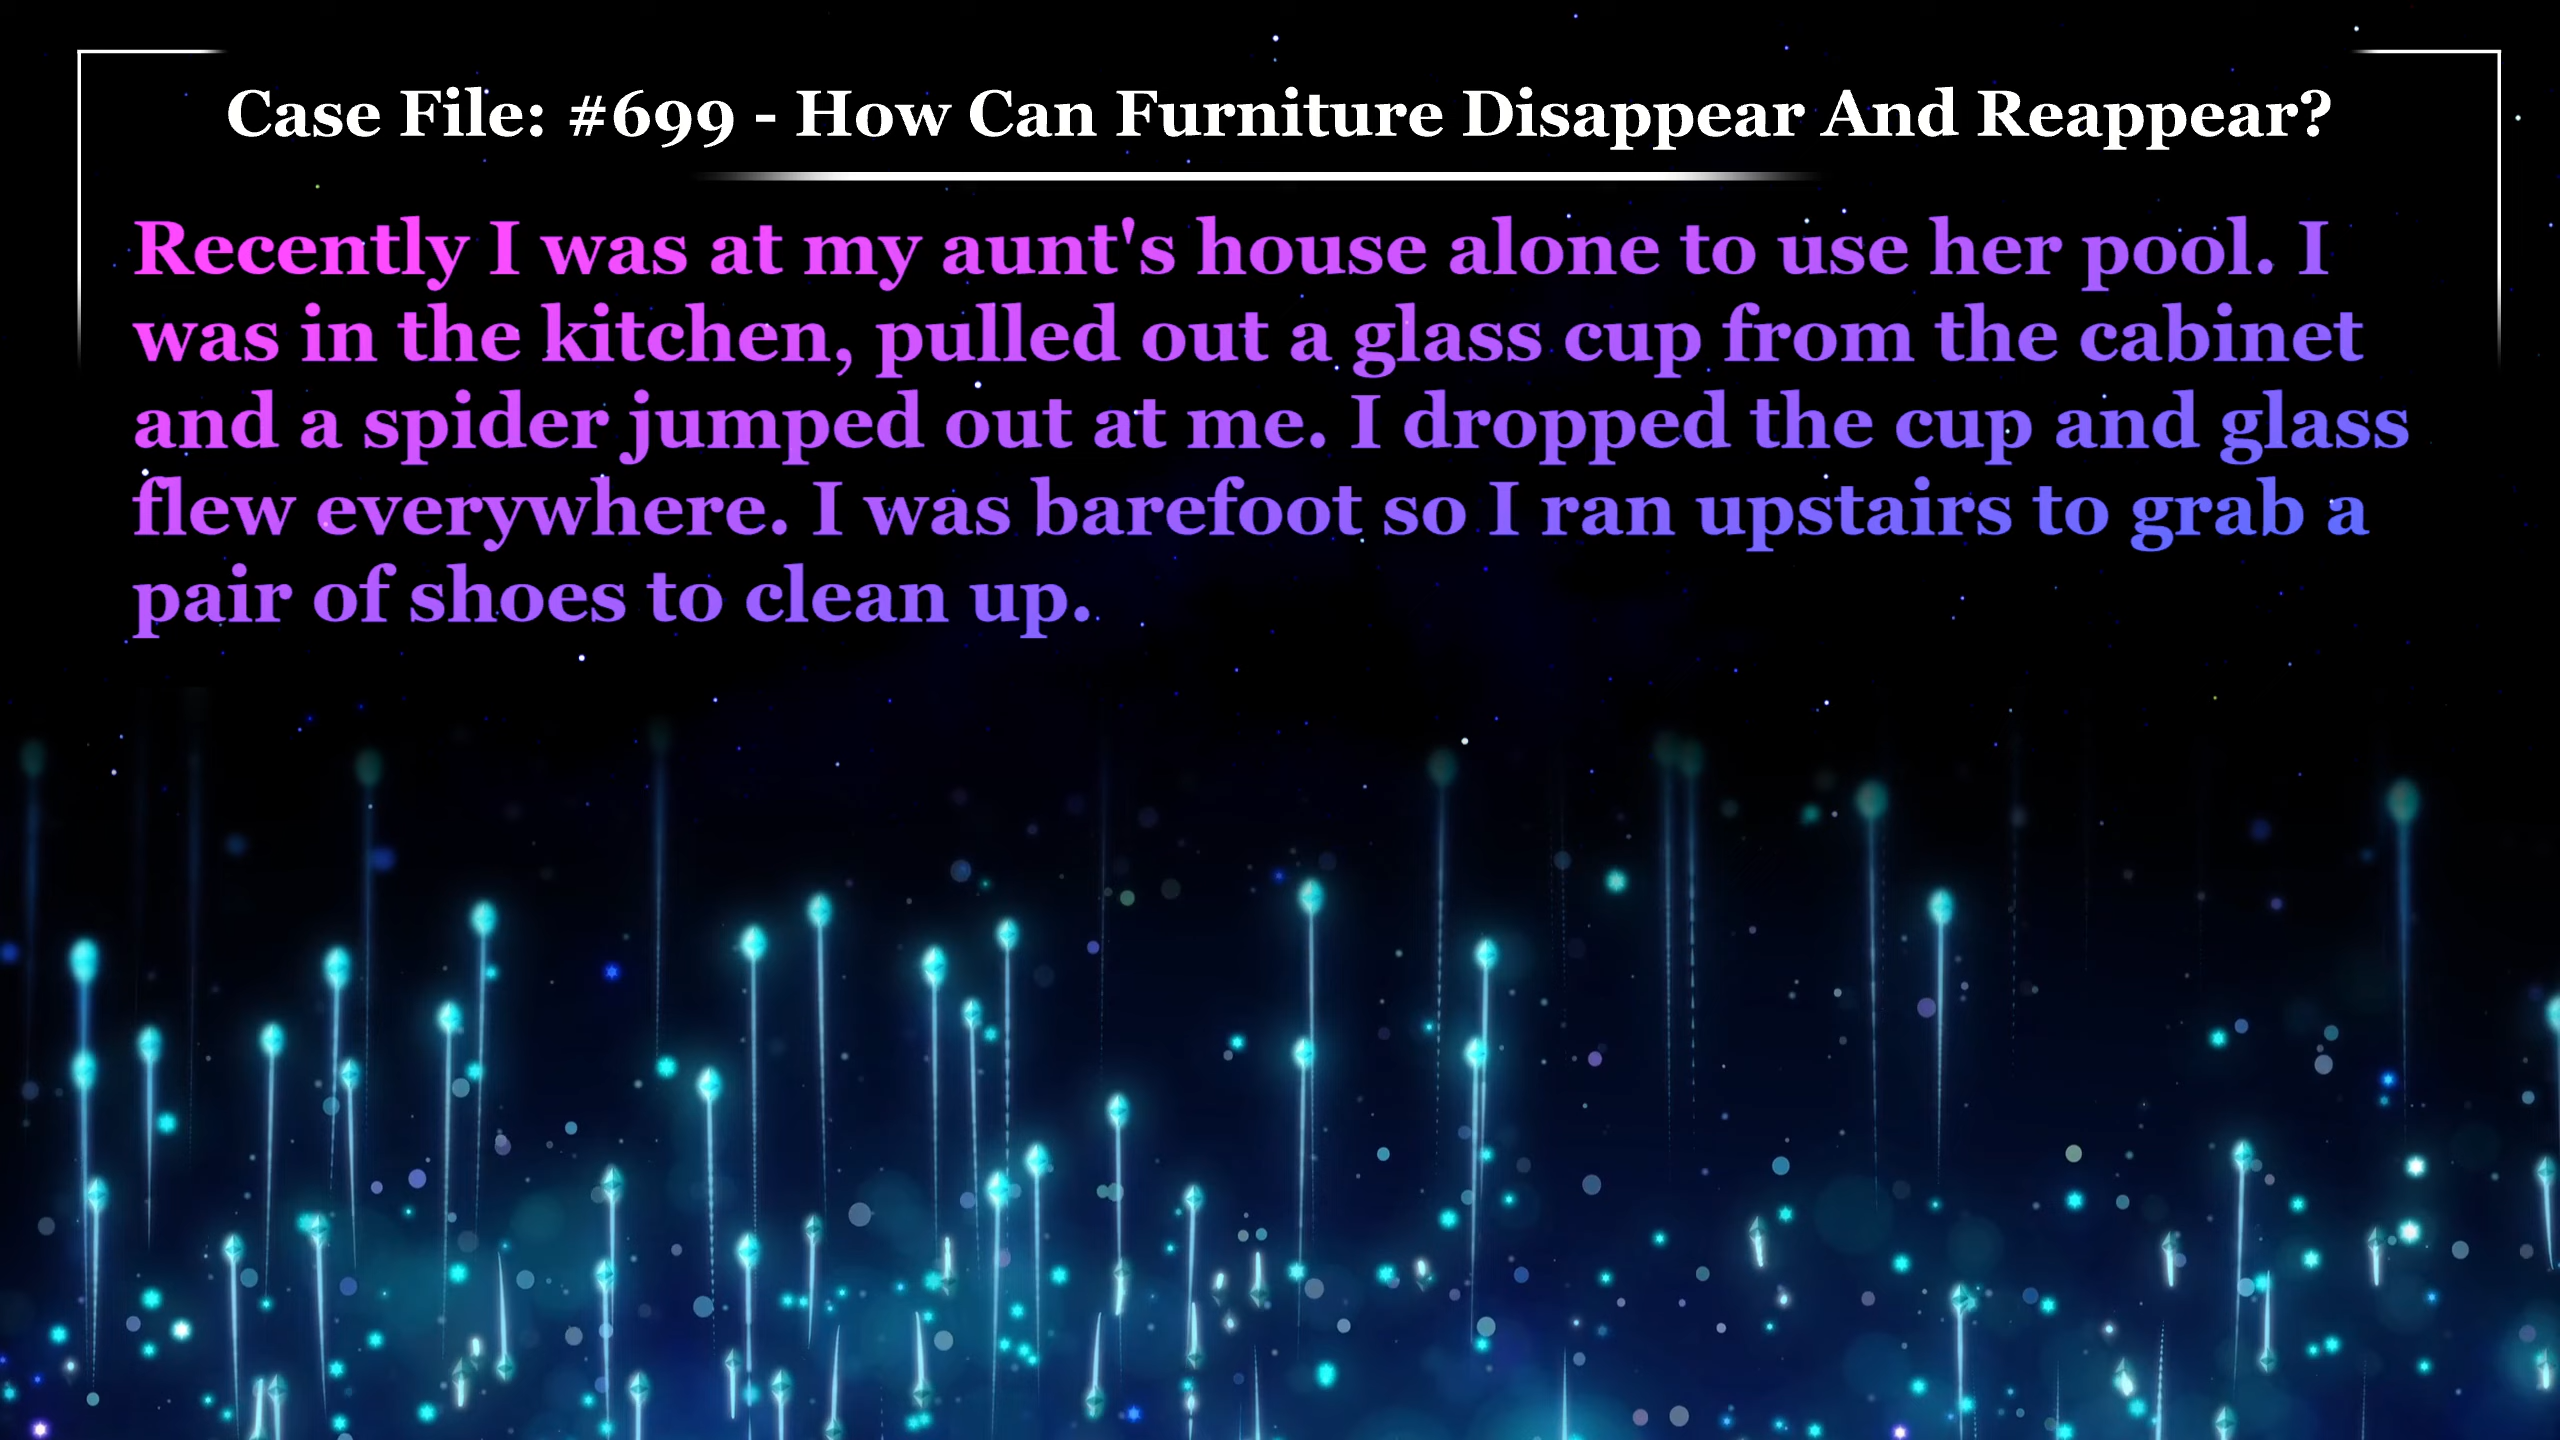 Case File: #699 - How Can Furniture Disappear And Reappear?
Recently I was at my aunt's house alone to use her pool. I
was in the kitchen, pulled out a glass cup from the cabinet
and a spider jumped out at me. I dropped the cup and glass
flew everywhere. I was barefoot so I ran upstairs to grab a
pair of shoes to clean up.